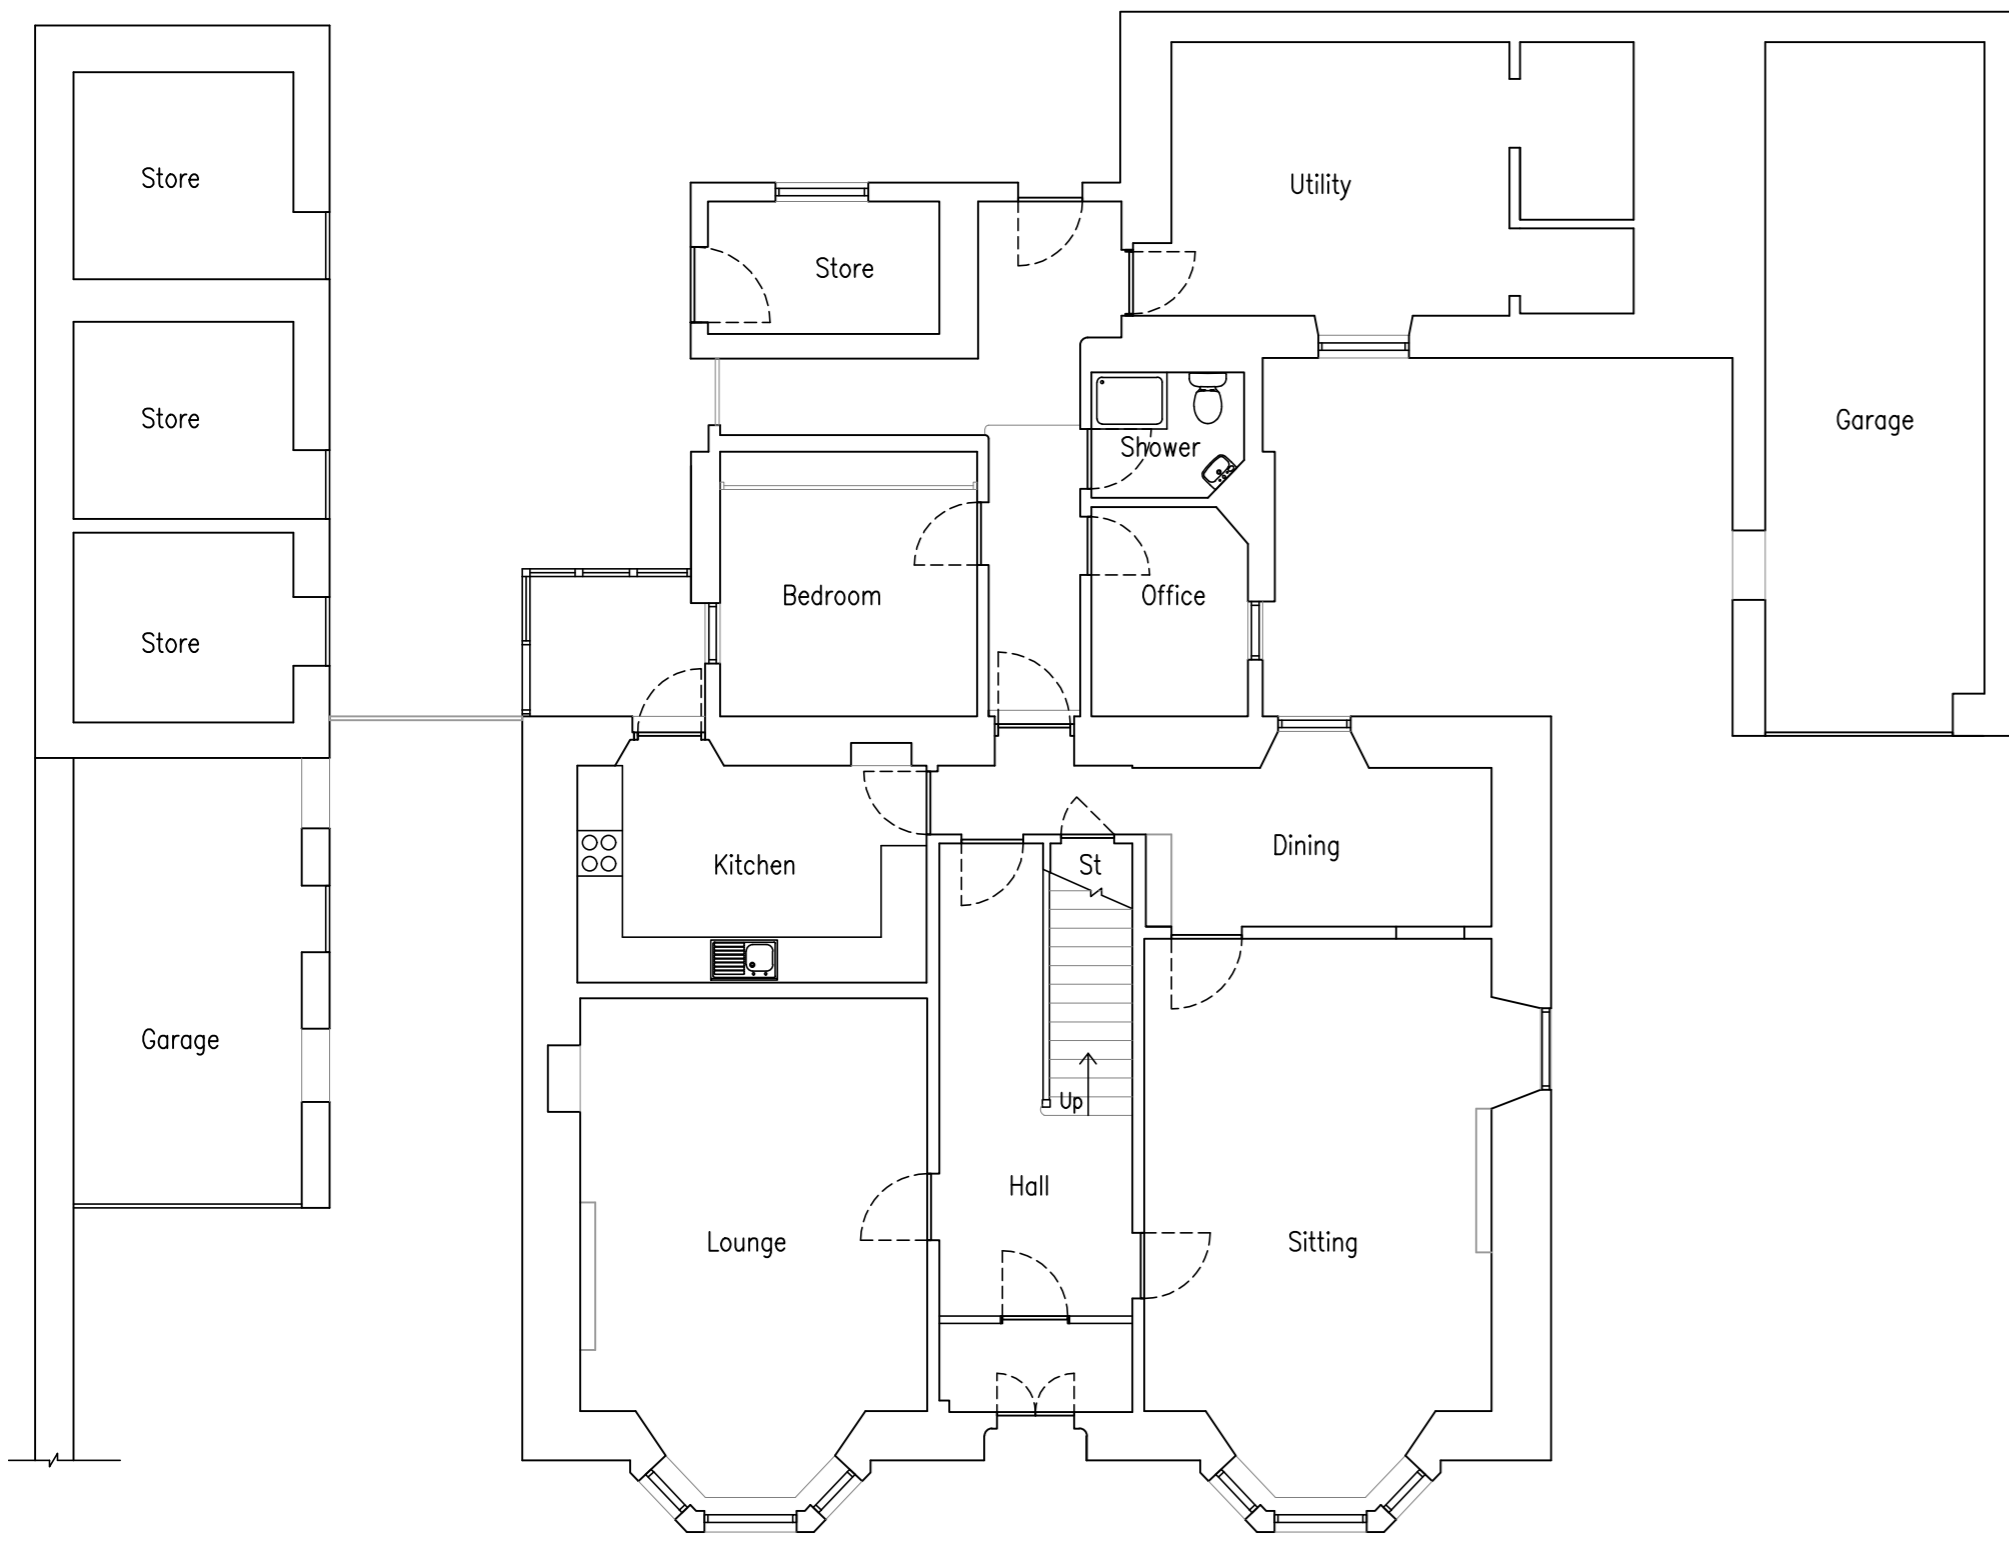 Store
Utility
Store
Store
Garage
Shower
Bedroom
Office
Store
Kitchen
St
Dining
Garage
Up
Hall
Lounge
Sitting